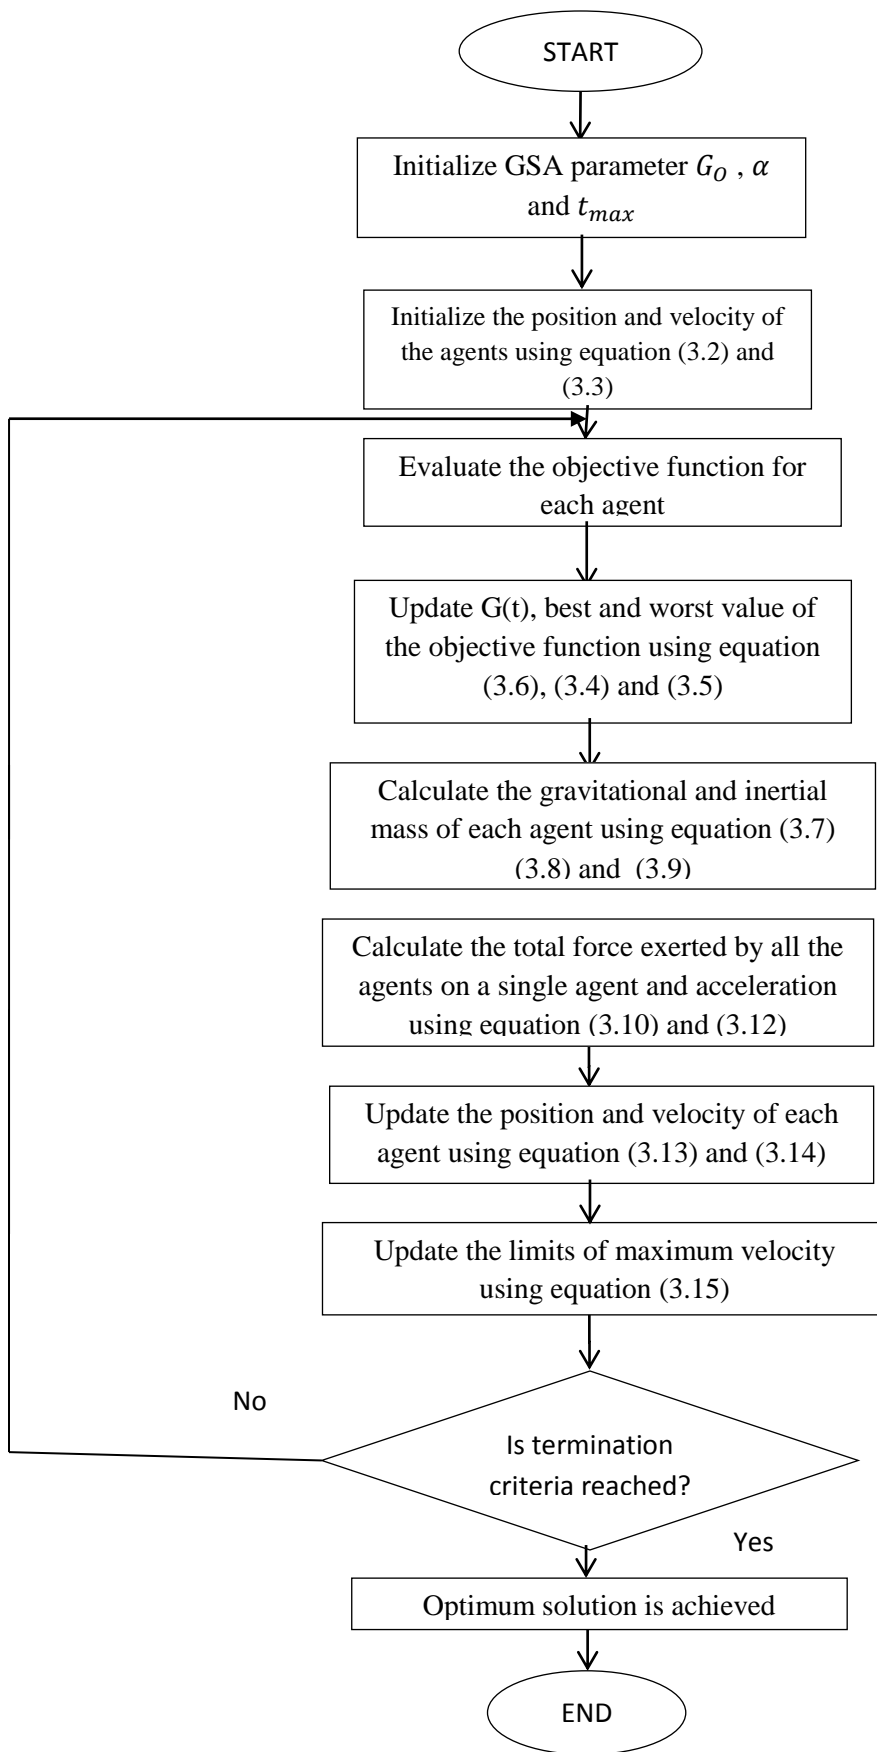 START
Initialize GSA parameter G_O , α
and t_max
Initialize the position and velocity of
the agents using equation (3.2) and
(3.3)
Evaluate the objective function for
each agent
Update G(t), best and worst value of
the objective function using equation
(3.6), (3.4) and (3.5)
Calculate the gravitational and inertial
mass of each agent using equation (3.7)
(3.8) and (3.9)
Calculate the total force exerted by all the
agents on a single agent and acceleration
using equation (3.10) and (3.12)
Update the position and velocity of each
agent using equation (3.13) and (3.14)
Update the limits of maximum velocity
using equation (3.15)
No
Is termination
criteria reached?
Yes
Optimum solution is achieved
END